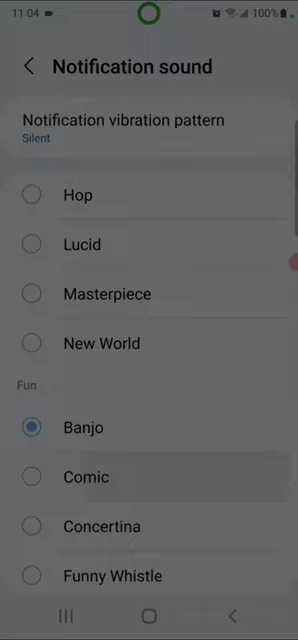 11:04
100%
Notification sound
Notification vibration pattern
Silent
Hop
Lucid
Masterpiece
New World
Fun
Banjo
Comic
Concertina
Funny Whistle